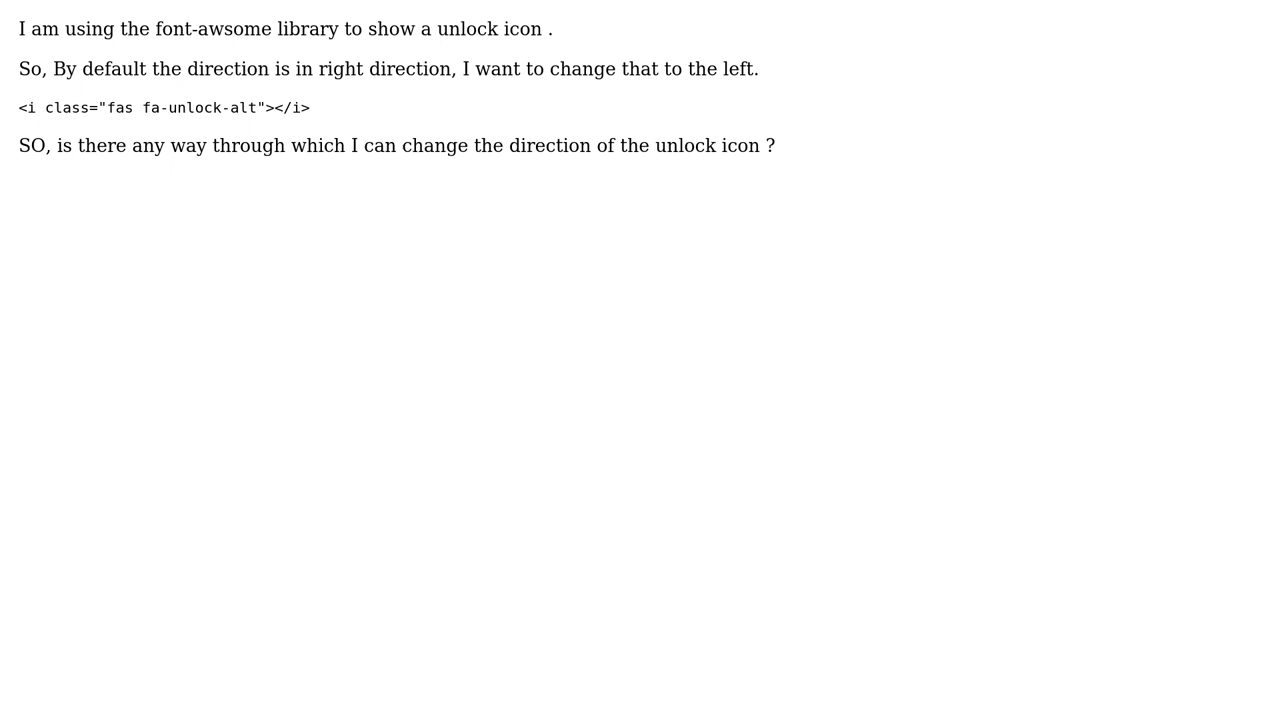 I am using the font-awsome library to show a unlock icon .
So, By default the direction is in right direction, I want to change that to the left.
<i class="fas fa-unlock-alt"></i>
SO, is there any way through which I can change the direction of the unlock icon ?